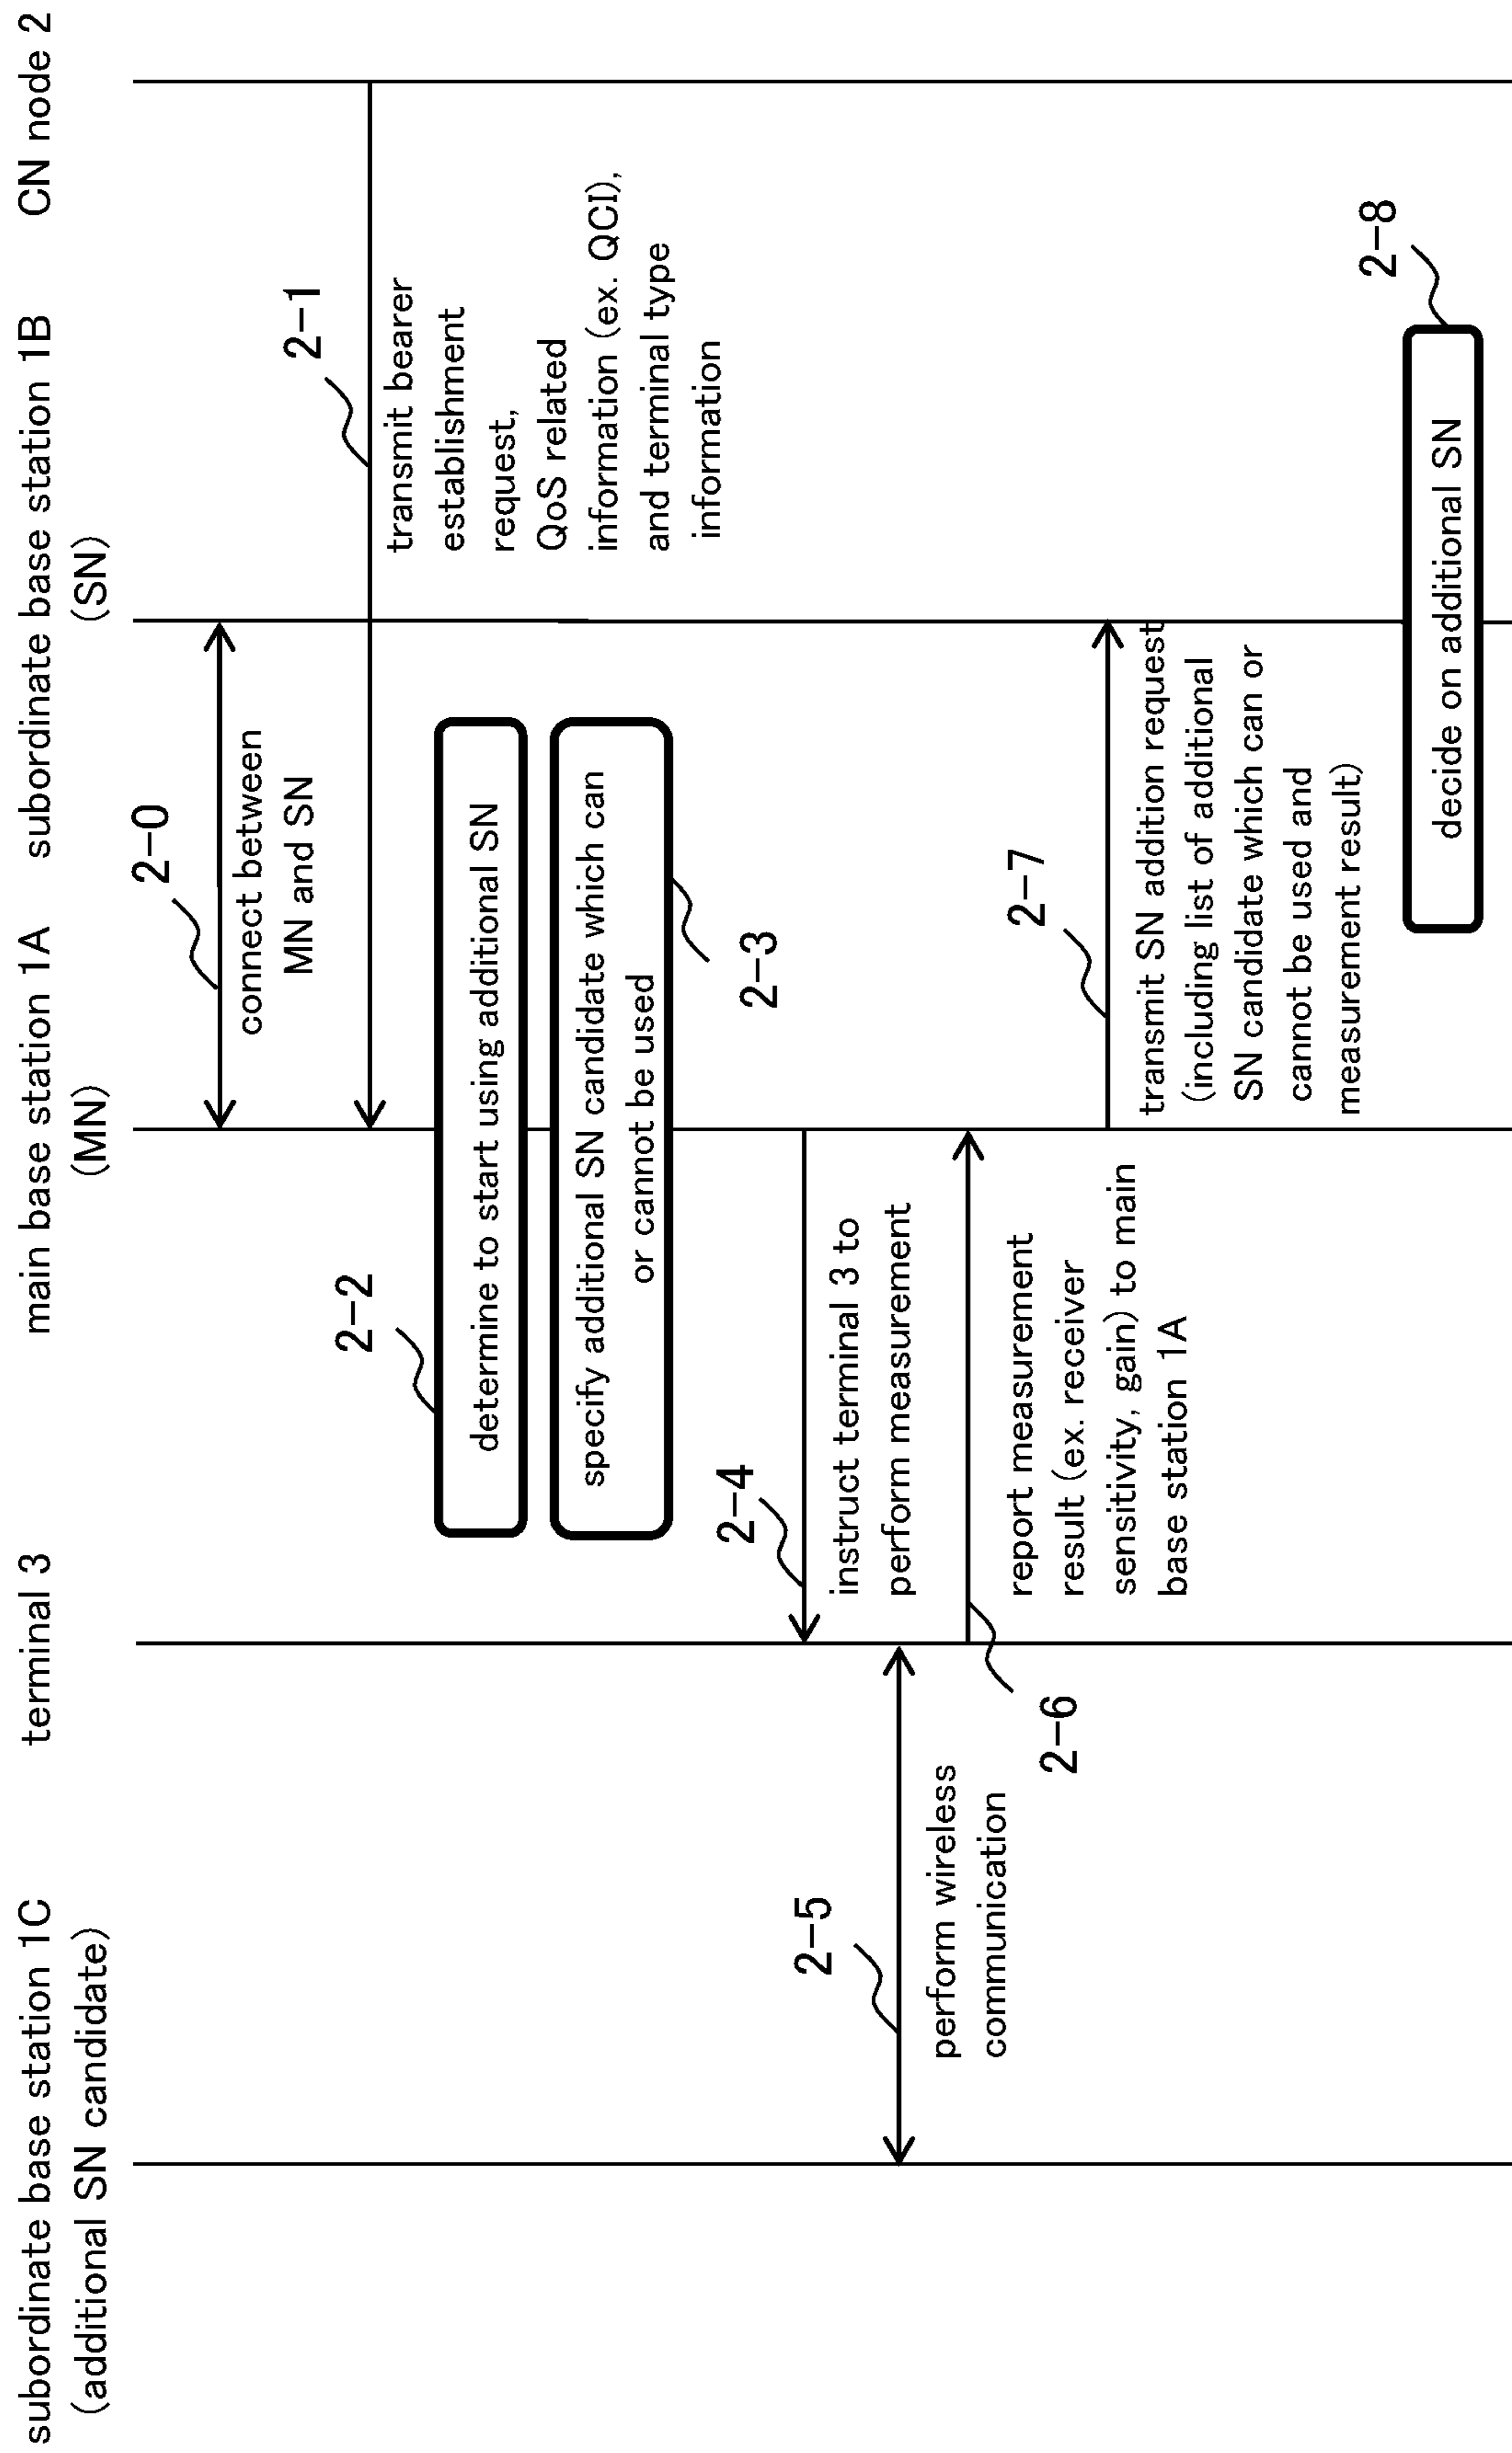 subordinate base station 1C
(additional SN candidate)
terminal 3
main base station 1A
(MN)
subordinate base station 1B
(SN)
CN node 2
2-0
connect between
MN and SN
2-1
transmit bearer
establishment
request,
QoS related
information (ex. QCI),
and terminal type
information
2-2
determine to start using additional SN
specify additional SN candidate which can
or cannot be used
2-3
2-4
instruct terminal 3 to
perform measurement
2-5
perform wireless
communication
2-6
report measurement
result (ex. receiver
sensitivity, gain) to main
base station 1A
2-7
transmit SN addition request
(including list of additional
SN candidate which can or
cannot be used and
measurement result)
2-8
decide on additional SN